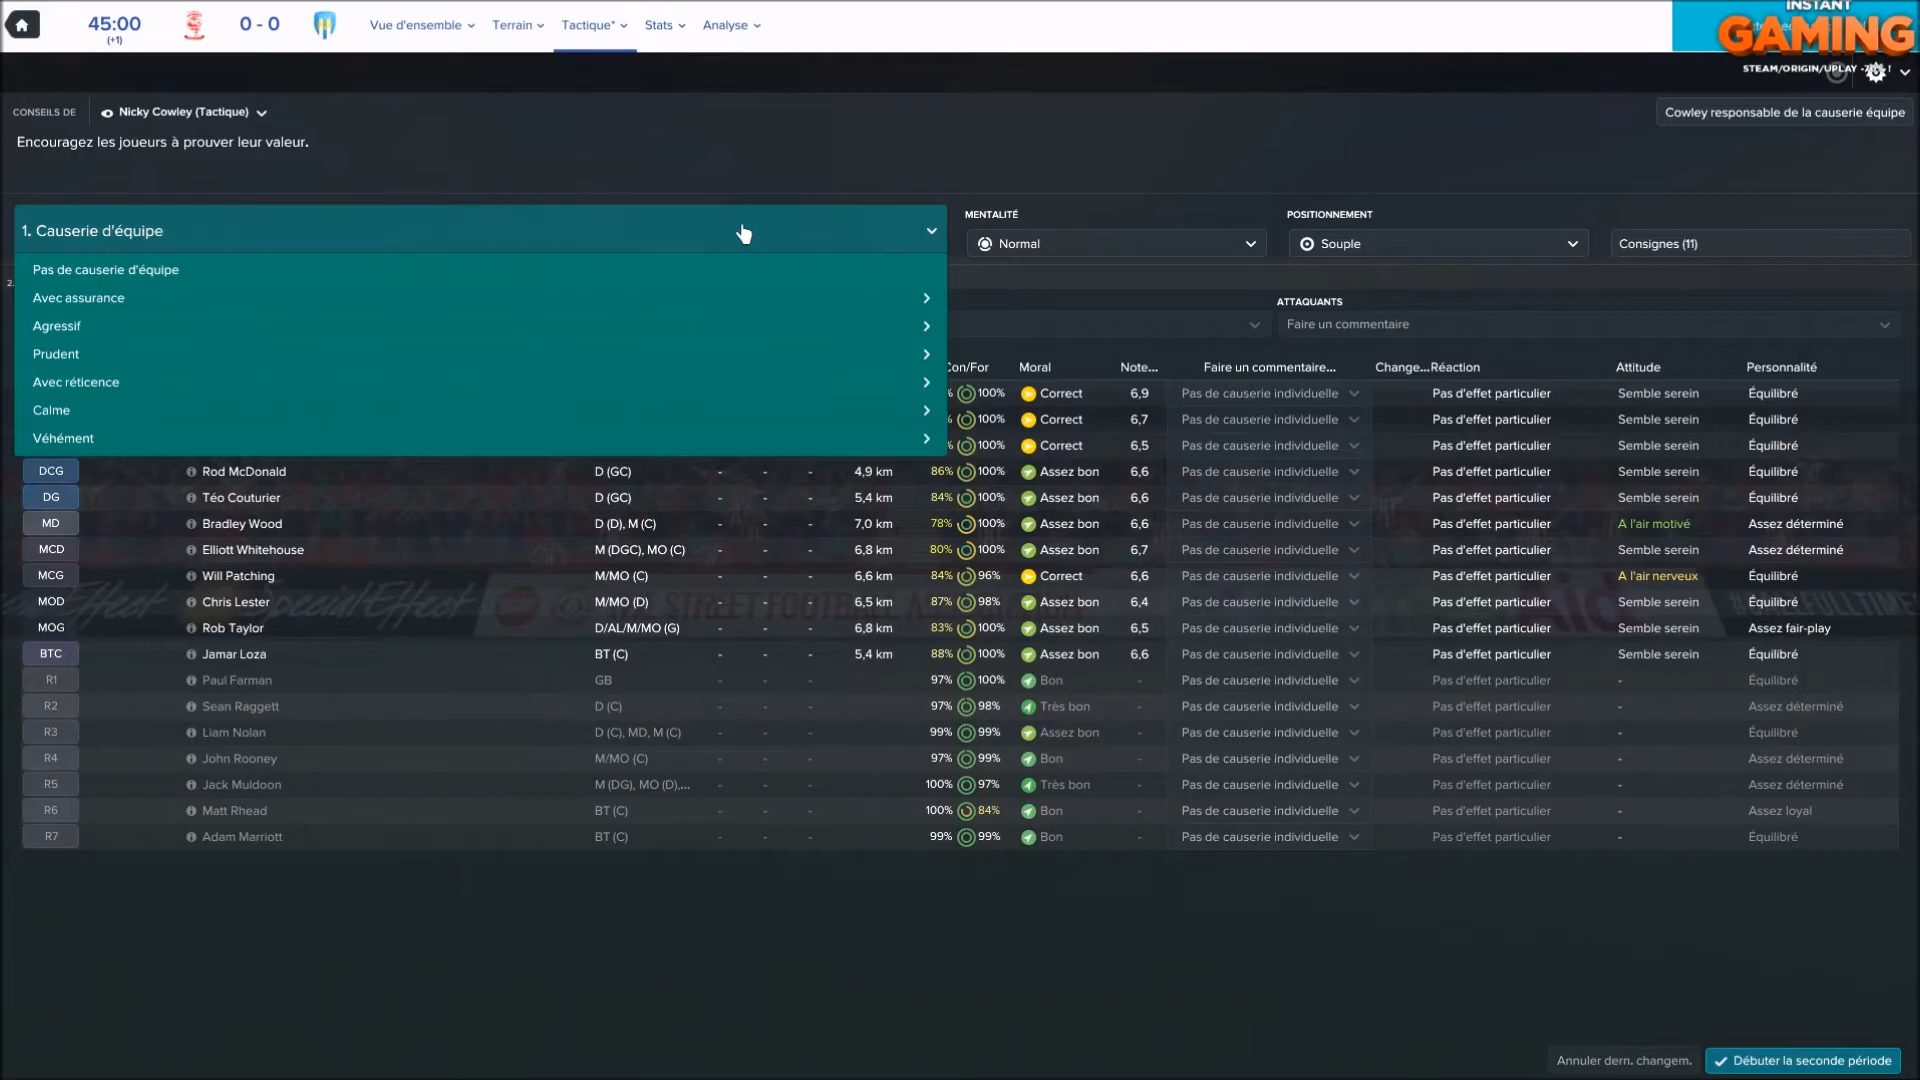 45:00
(+1)
0 - 0
Vue d'ensemble
Terrain
Tactique*
Stats
Analyse
INSTANT
GAMING
STEAM/ORIGIN/UPLAY
CONSEILS DE
Nicky Cowley (Tactique)
Cowley responsable de la causerie équipe
Encouragez les joueurs à prouver leur valeur.
1. Causerie d'équipe
Pas de causerie d'équipe
Avec assurance
Agressif
Prudent
Avec réticence
Calme
Véhément
MENTALITÉ
Normal
POSITIONNEMENT
Souple
Consignes (11)
2.
ATTAQUANTS
Faire un commentaire
Con/For Moral Note... Faire un commentaire... Change... Réaction Attitude Personnalité
% 100% Correct 6,9 Pas de causerie individuelle Pas d'effet particulier Semble serein Équilibré
% 100% Correct 6,7 Pas de causerie individuelle Pas d'effet particulier Semble serein Équilibré
% 100% Correct 6,5 Pas de causerie individuelle Pas d'effet particulier Semble serein Équilibré
DCG Rod McDonald D (GC) - - - 4,9 km 86% 100% Assez bon 6,6 Pas de causerie individuelle Pas d'effet particulier Semble serein Équilibré
DG Téo Couturier D (GC) - - - 5,4 km 84% 100% Assez bon 6,6 Pas de causerie individuelle Pas d'effet particulier Semble serein Équilibré
MD Bradley Wood D (D), M (C) - - - 7,0 km 78% 100% Assez bon 6,6 Pas de causerie individuelle Pas d'effet particulier A l'air motivé Assez déterminé
MCD Elliott Whitehouse M (DGC), MO (C) - - - 6,8 km 80% 100% Assez bon 6,7 Pas de causerie individuelle Pas d'effet particulier Semble serein Assez déterminé
MCG Will Patching M/MO (C) - - - 6,6 km 84% 96% Correct 6,6 Pas de causerie individuelle Pas d'effet particulier A l'air nerveux Équilibré
MOD Chris Lester M/MO (D) - - - 6,5 km 87% 98% Assez bon 6,4 Pas de causerie individuelle Pas d'effet particulier Semble serein Équilibré
MOG Rob Taylor D/AL/M/MO (G) - - - 6,8 km 83% 100% Assez bon 6,5 Pas de causerie individuelle Pas d'effet particulier Semble serein Assez fair-play
BTC Jamar Loza BT (C) - - - 5,4 km 88% 100% Assez bon 6,6 Pas de causerie individuelle Pas d'effet particulier Semble serein Équilibré
R1 Paul Farman GB - - - 97% 100% Bon - Pas de causerie individuelle Pas d'effet particulier - Équilibré
R2 Sean Raggett D (C) - - - 97% 98% Très bon - Pas de causerie individuelle Pas d'effet particulier - Assez déterminé
R3 Liam Nolan D (C), MD, M (C) - - - 99% 99% Assez bon - Pas de causerie individuelle Pas d'effet particulier - Équilibré
R4 John Rooney M/MO (C) - - - 97% 99% Bon - Pas de causerie individuelle Pas d'effet particulier - Assez déterminé
R5 Jack Muldoon M (DG), MO (D),... - - - 100% 97% Très bon - Pas de causerie individuelle Pas d'effet particulier - Assez déterminé
R6 Matt Rhead BT (C) - - - 100% 84% Bon - Pas de causerie individuelle Pas d'effet particulier - Assez loyal
R7 Adam Marriott BT (C) - - - 99% 99% Bon - Pas de causerie individuelle Pas d'effet particulier - Équilibré
Annuler dern. changem.
Débuter la seconde période